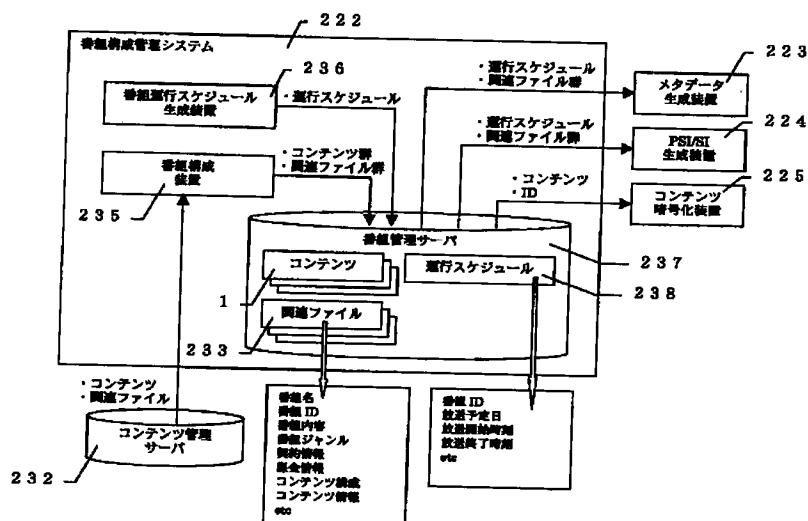 222
番組構成管理システム
236
番組運行スケジュール
生成装置
・運行スケジュール
・運行スケジュール
・関連ファイル群
223
メタデータ
生成装置
・運行スケジュール
・関連ファイル群
224
PSI/SI
生成装置
・コンテンツ群
・関連ファイル群
番組構成
装置
235
・コンテンツ
・ID
225
コンテンツ
暗号化装置
番組管理サーバ
237
コンテンツ
1
運行スケジュール
238
関連ファイル
233
・コンテンツ
・関連ファイル
コンテンツ管理
サーバ
232
番組名
番組ID
番組内容
番組ジャンル
契約情報
課金情報
コンテンツ構成
コンテンツ情報
etc
番組ID
放送予定日
放送開始時刻
放送終了時刻
etc